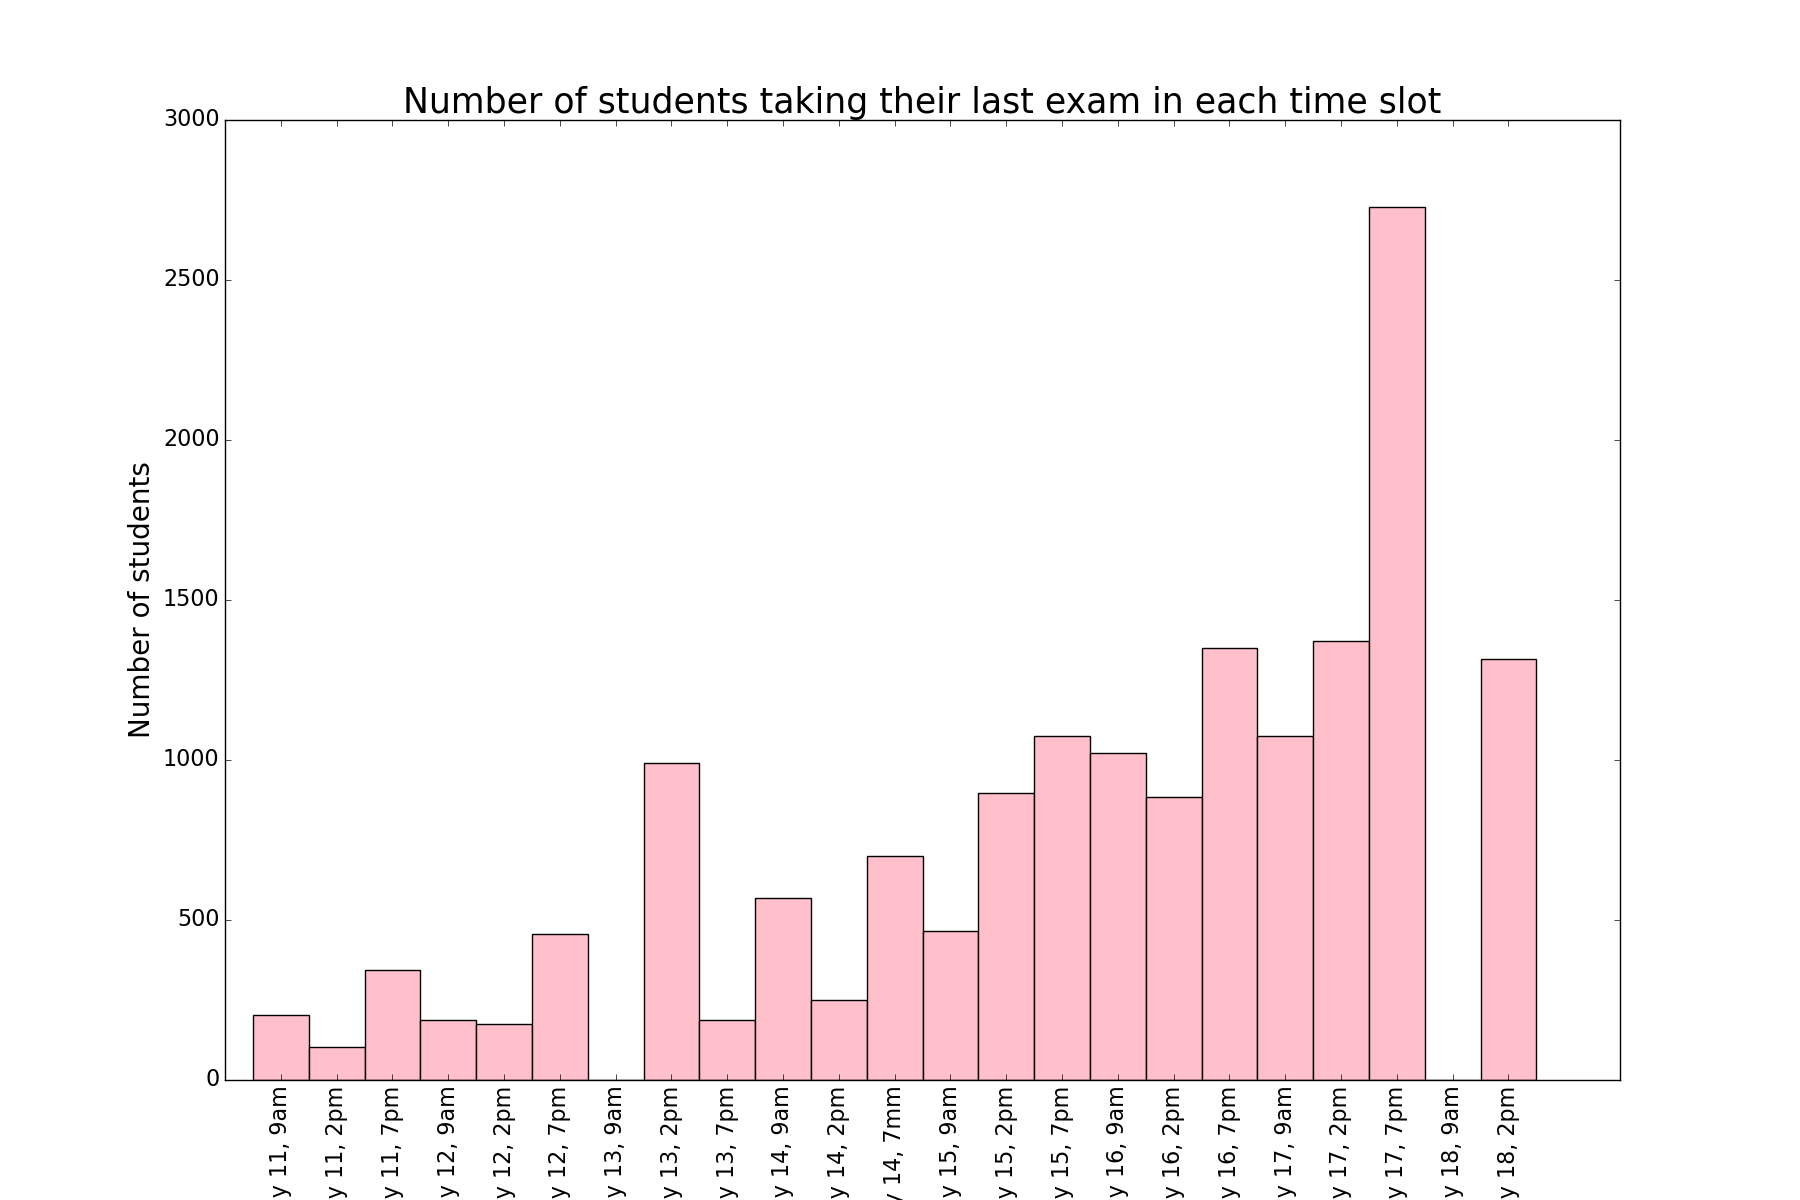 Number of students taking their last exam in each time slot
Number of students
3000
2500
2000
1500
1000
500
0
y 11, 9am
y 11, 2pm
y 11, 7pm
y 12, 9am
y 12, 2pm
y 12, 7pm
y 13, 9am
y 13, 2pm
y 13, 7pm
y 14, 9am
y 14, 2pm
y 14, 7mm
y 15, 9am
y 15, 2pm
y 15, 7pm
y 16, 9am
y 16, 2pm
y 16, 7pm
y 17, 9am
y 17, 2pm
y 17, 7pm
y 18, 9am
y 18, 2pm